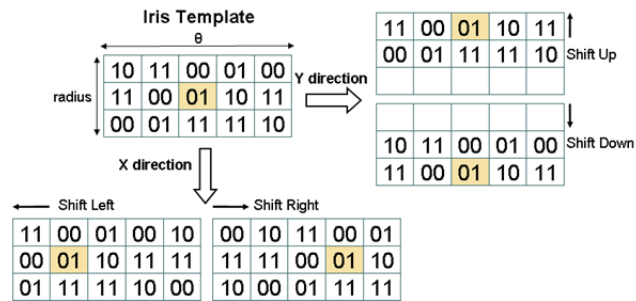 Iris Template
θ
radius
10 11 00 01 00
11 00 01 10 11
00 01 11 11 10
Y direction
11 00 01 10 11
00 01 11 11 10
Shift Up
10 11 00 01 00
11 00 01 10 11
Shift Down
X direction
Shift Left
11 00 01 00 10
00 01 10 11 11
01 11 11 10 00
Shift Right
00 10 11 00 01
11 11 00 01 10
10 00 01 11 11